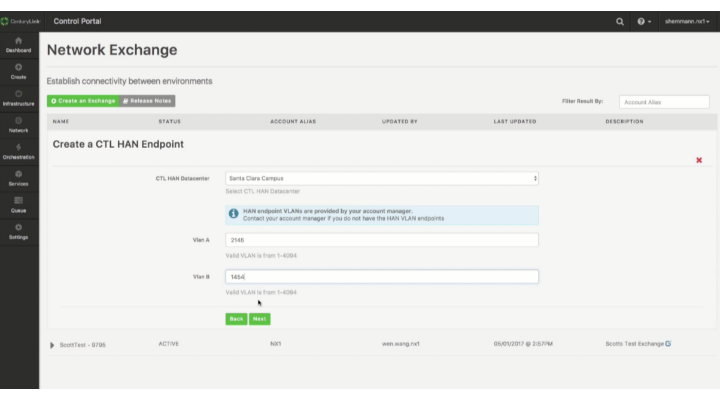 CenturyLink
Control Portal
shemmann.nx1
Dashboard
Create
Infrastructure
Network
Orchestration
Services
Queue
Settings
Network Exchange
Establish connectivity between environments
Create an Exchange
Release Notes
Filter Result By:
Account Alias
NAME STATUS ACCOUNT ALIAS UPDATED BY LAST UPDATED DESCRIPTION
Create a CTL HAN Endpoint
CTL HAN Datacenter
Santa Clara Campus
Select CTL HAN Datacenter
HAN endpoint VLANs are provided by your account manager.
Contact your account manager if you do not have the HAN VLAN endpoints
Vlan A
2145
Valid VLAN is from 1-4094
Vlan B
1454
Valid VLAN is from 1-4094
Back Next
ScottTest - 9795 ACTIVE NX1 wen.wang.nx1 05/01/2017 @ 2:57PM Scotts Test Exchange